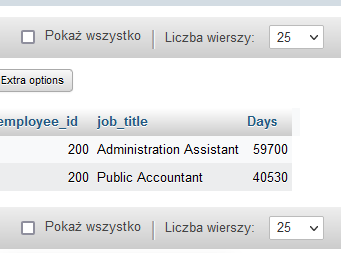 Pokaż wszystko Liczba wierszy: 25
Extra options
employee_id job_title Days
200 Administration Assistant 59700
200 Public Accountant 40530
Pokaż wszystko Liczba wierszy: 25